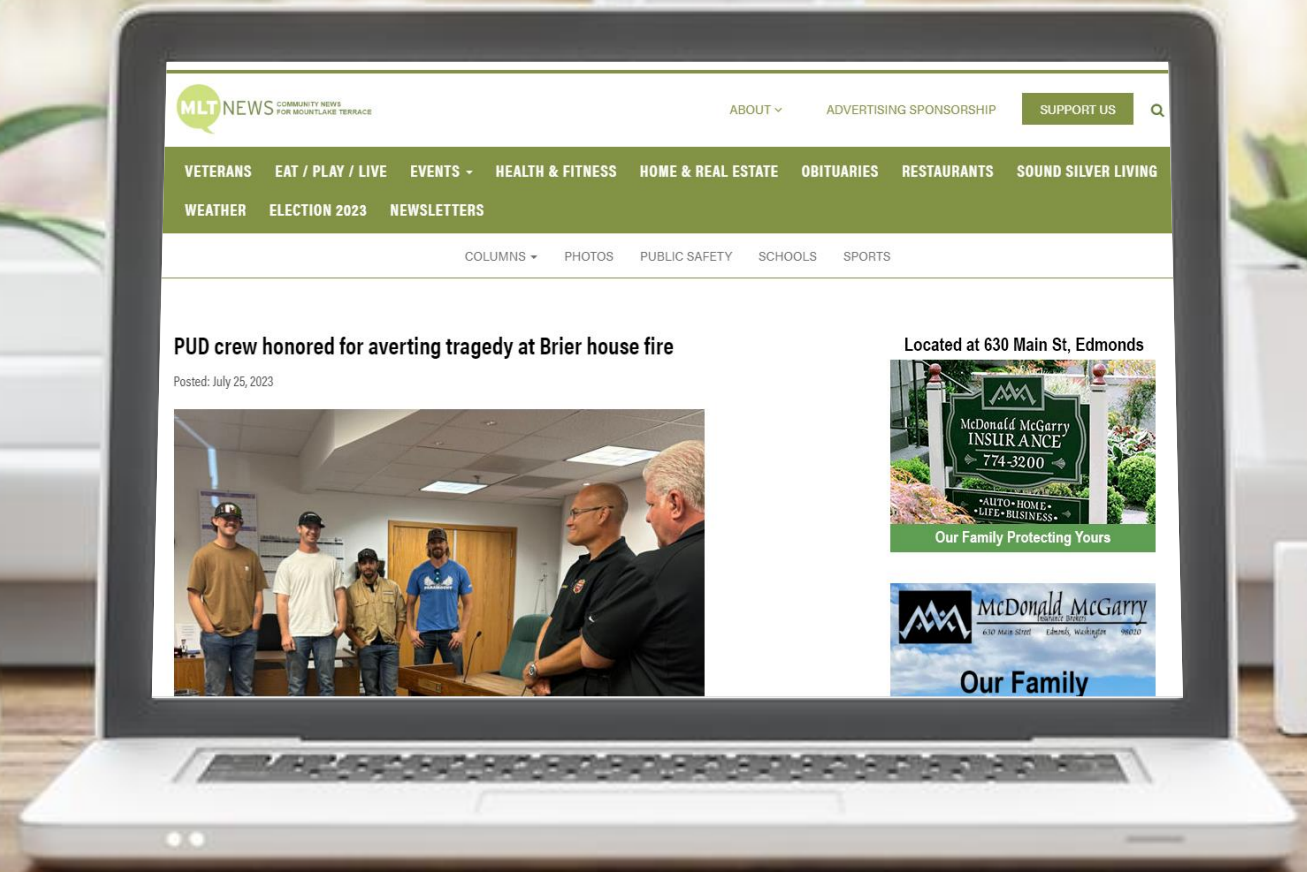 MLT NEWS COMMUNITY NEWS
FOR MOUNTLAKE TERRACE
ABOUT
ADVERTISING SPONSORSHIP
SUPPORT US
VETERANS EAT / PLAY / LIVE EVENTS HEALTH & FITNESS HOME & REAL ESTATE OBITUARIES RESTAURANTS SOUND SILVER LIVING
WEATHER ELECTION 2023 NEWSLETTERS
COLUMNS PHOTOS PUBLIC SAFETY SCHOOLS SPORTS
PUD crew honored for averting tragedy at Brier house fire
Posted: July 25, 2023
Located at 630 Main St, Edmonds
McDonald McGarry
INSURANCE
774-3200
•AUTO•HOME•
•LIFE•BUSINESS•
Our Family Protecting Yours
McDonald McGarry
Insurance Brokers
630 Main Street Edmonds, Washington 98020
Our Family